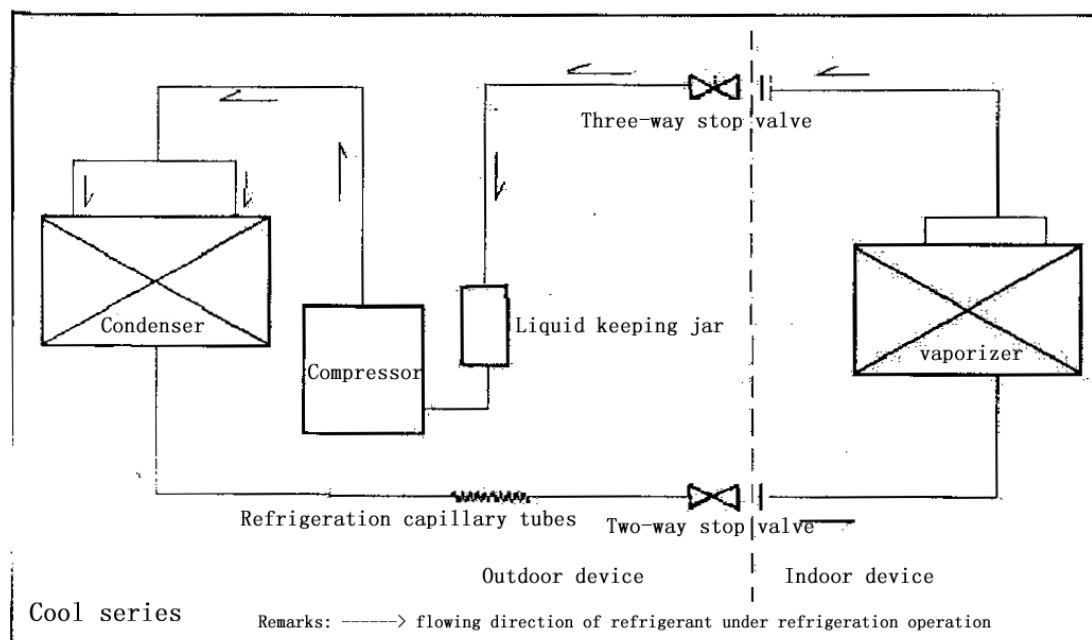 Three-way stop valve
Condenser
Compressor
Liquid keeping jar
vaporizer
Refrigeration capillary tubes
Two-way stop valve
Outdoor device
Indoor device
Cool series
Remarks: ------> flowing direction of refrigerant under refrigeration operation